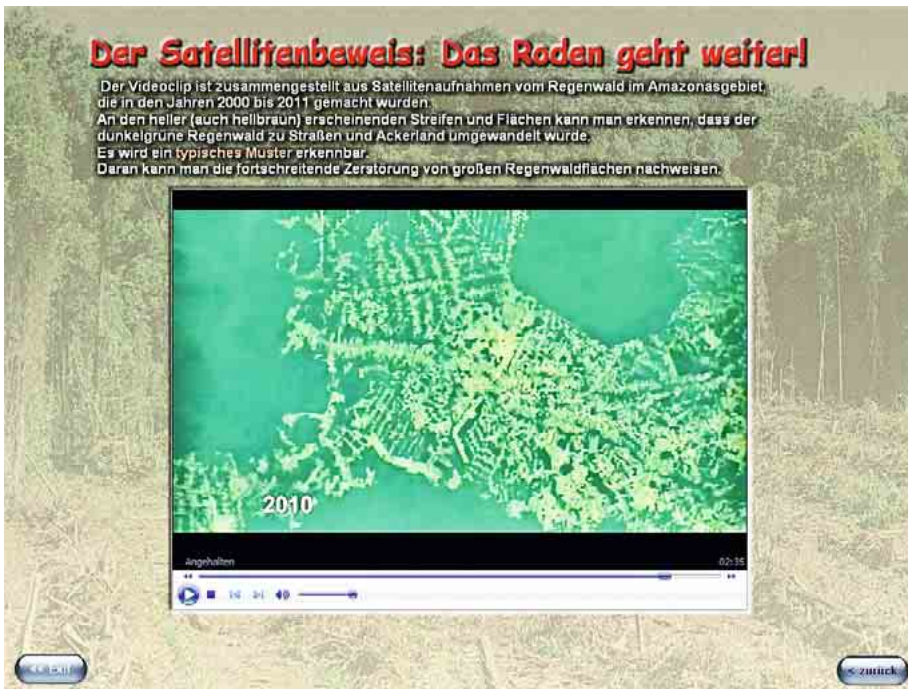 Der Satellitenbeweis: Das Roden geht weiter!
Der Videoclip ist zusammengestellt aus Satellitenaufnahmen vom Regenwald im Amazonasgebiet,
die in den Jahren 2000 bis 2011 gemacht wurden.
An den heller (auch hellbraun) erscheinenden Streifen und Flächen kann man erkennen, dass der
dunkelgrüne Regenwald zu Straßen und Ackerland umgewandelt wurde.
Es wird ein typisches Muster erkennbar.
Daran kann man die fortschreitende Zerstörung von großen Regenwaldflächen nachweisen.
2010
Angehalten 02:35
<< Exit < zurück